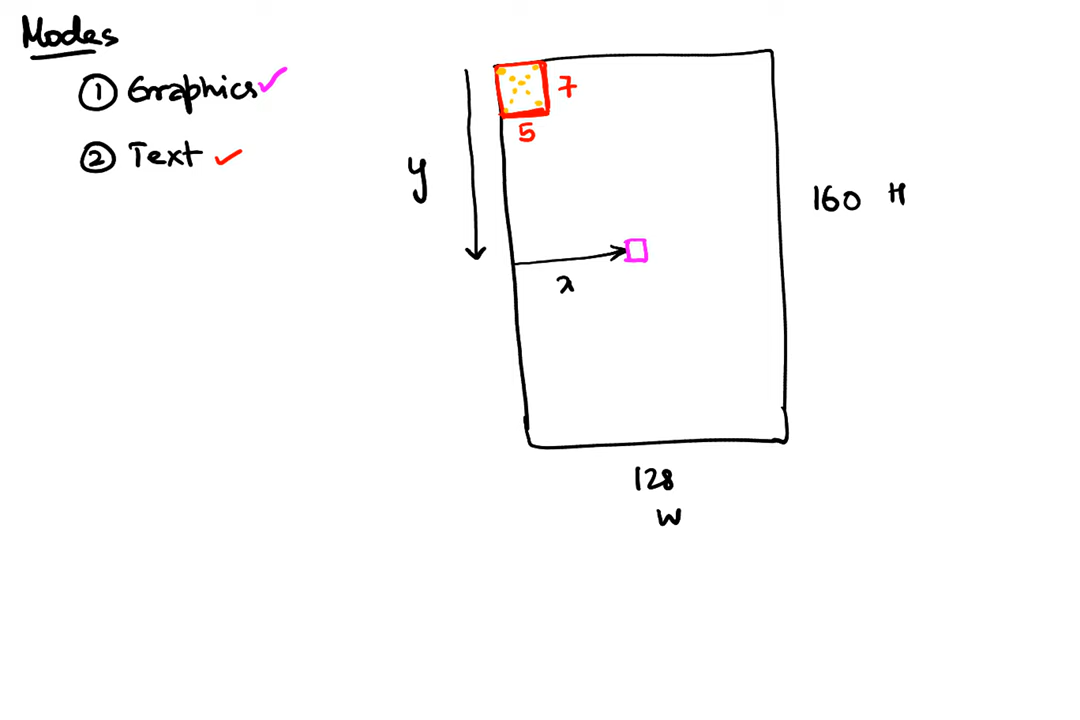 Modes
① Graphics ✓
② Text ✓
7
5
y
160 H
x
128
W